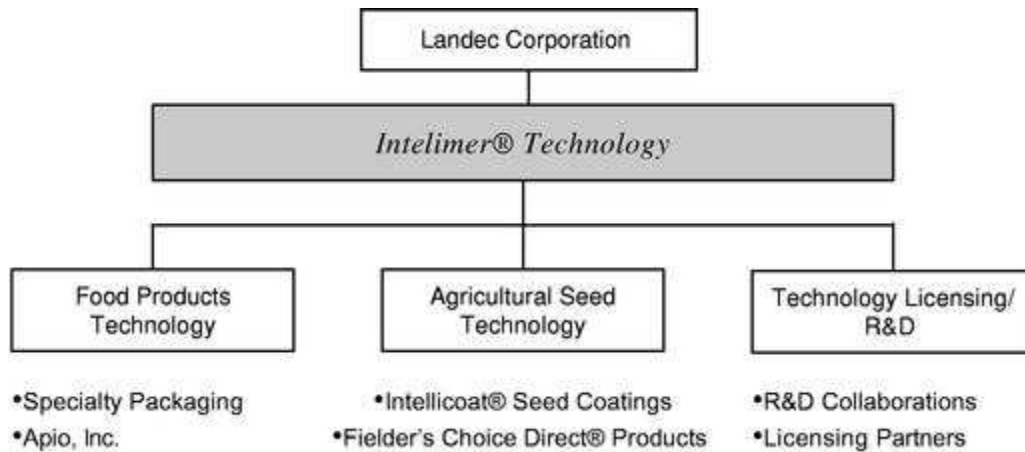 Landec Corporation
Intelimer® Technology
Food Products
Technology
Agricultural Seed
Technology
Technology Licensing/
R&D
•Specialty Packaging
•Apio, Inc.
•Intellicoat® Seed Coatings
•Fielder's Choice Direct® Products
•R&D Collaborations
•Licensing Partners